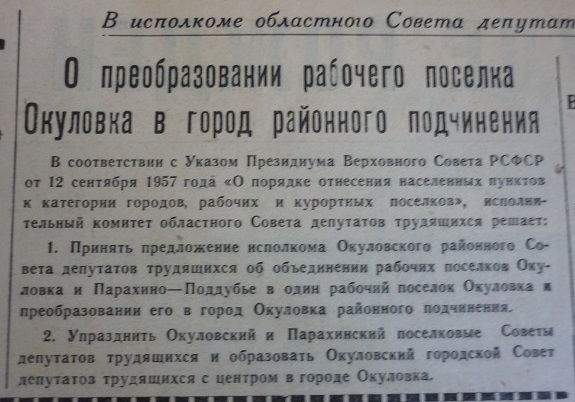 В исполкоме областного Совета депутат
О преобразовании рабочего поселка
Окуловка в город районного подчинения
В соответствии с Указом Президиума Верховного Совета РСФСР
от 12 сентября 1957 года «О порядке отнесения населенных пунктов
к категории городов, рабочих и курортных поселков», исполни-
тельный комитет областного Совета депутатов трудящихся решает:
1. Принять предложение исполкома Окуловского районного Со-
вета депутатов трудящихся об объединении рабочих поселков Оку-
ловка и Парахино—Поддубье в один рабочий поселок Окуловка и
преобразовании его в город Окуловка районного подчинения.
2. Упразднить Окуловский и Парахинский поселковые Советы
депутатов трудящихся и образовать Окуловский городской Совет
депутатов трудящихся с центром в городе Окуловка.